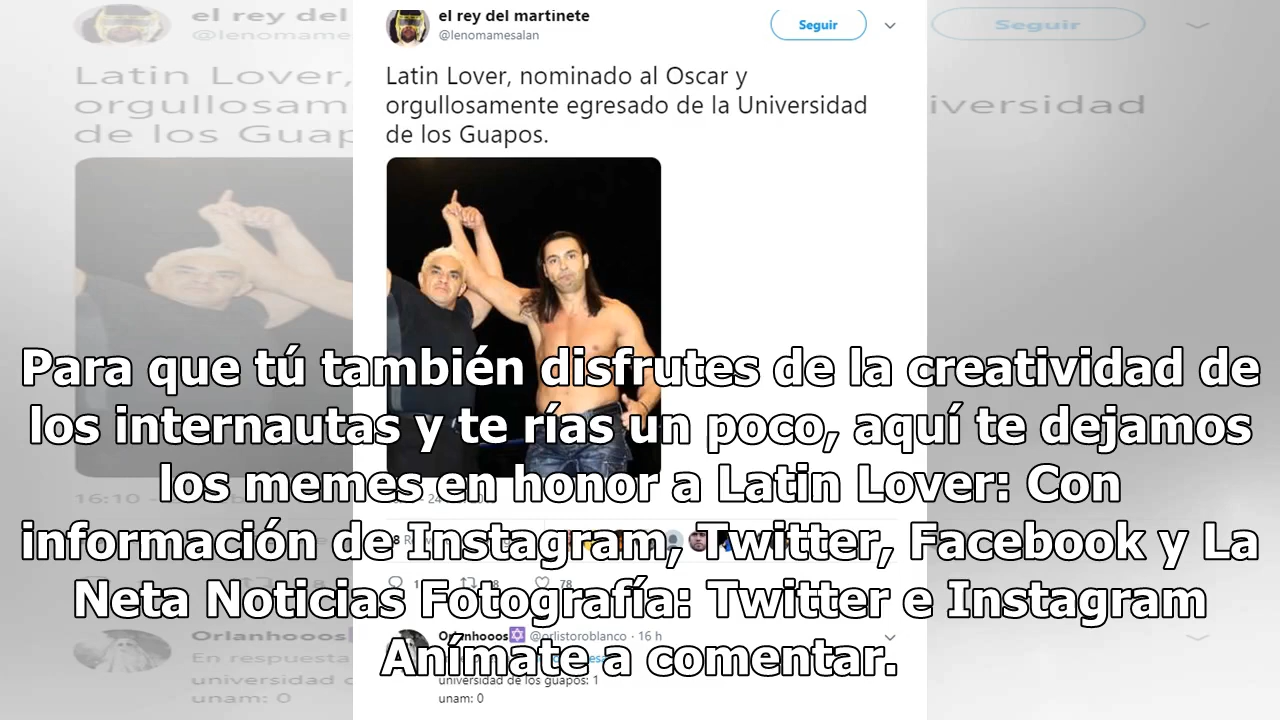 el rey del martinete
@lenomamesalan
Seguir
Latin Lover, nominado al Oscar y
orgullosamente egresado de la Universidad
de los Guapos.
Para que tú también disfrutes de la creatividad de
los internautas y te rías un poco, aquí te dejamos
los memes en honor a Latin Lover: Con
información de Instagram, Twitter, Facebook y La
Neta Noticias Fotografía: Twitter e Instagram
Anímate a comentar.
78
Orlanhooos @orlistoroblanco · 16 h
universidad de los guapos: 1
unam: 0